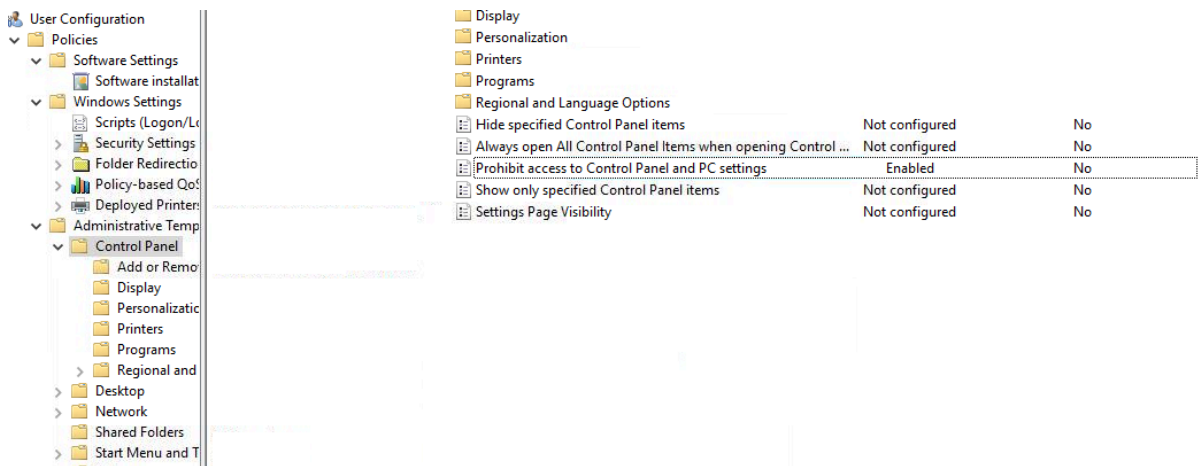 User Configuration
Policies
Software Settings
Software installat
Windows Settings
Scripts (Logon/Lo
Security Settings
Folder Redirectio
Policy-based QoS
Deployed Printers
Administrative Temp
Control Panel
Add or Remo
Display
Personalizatic
Printers
Programs
Regional and
Desktop
Network
Shared Folders
Start Menu and T
Display
Personalization
Printers
Programs
Regional and Language Options
Hide specified Control Panel items Not configured No
Always open All Control Panel Items when opening Control ... Not configured No
Prohibit access to Control Panel and PC settings Enabled No
Show only specified Control Panel items Not configured No
Settings Page Visibility Not configured No